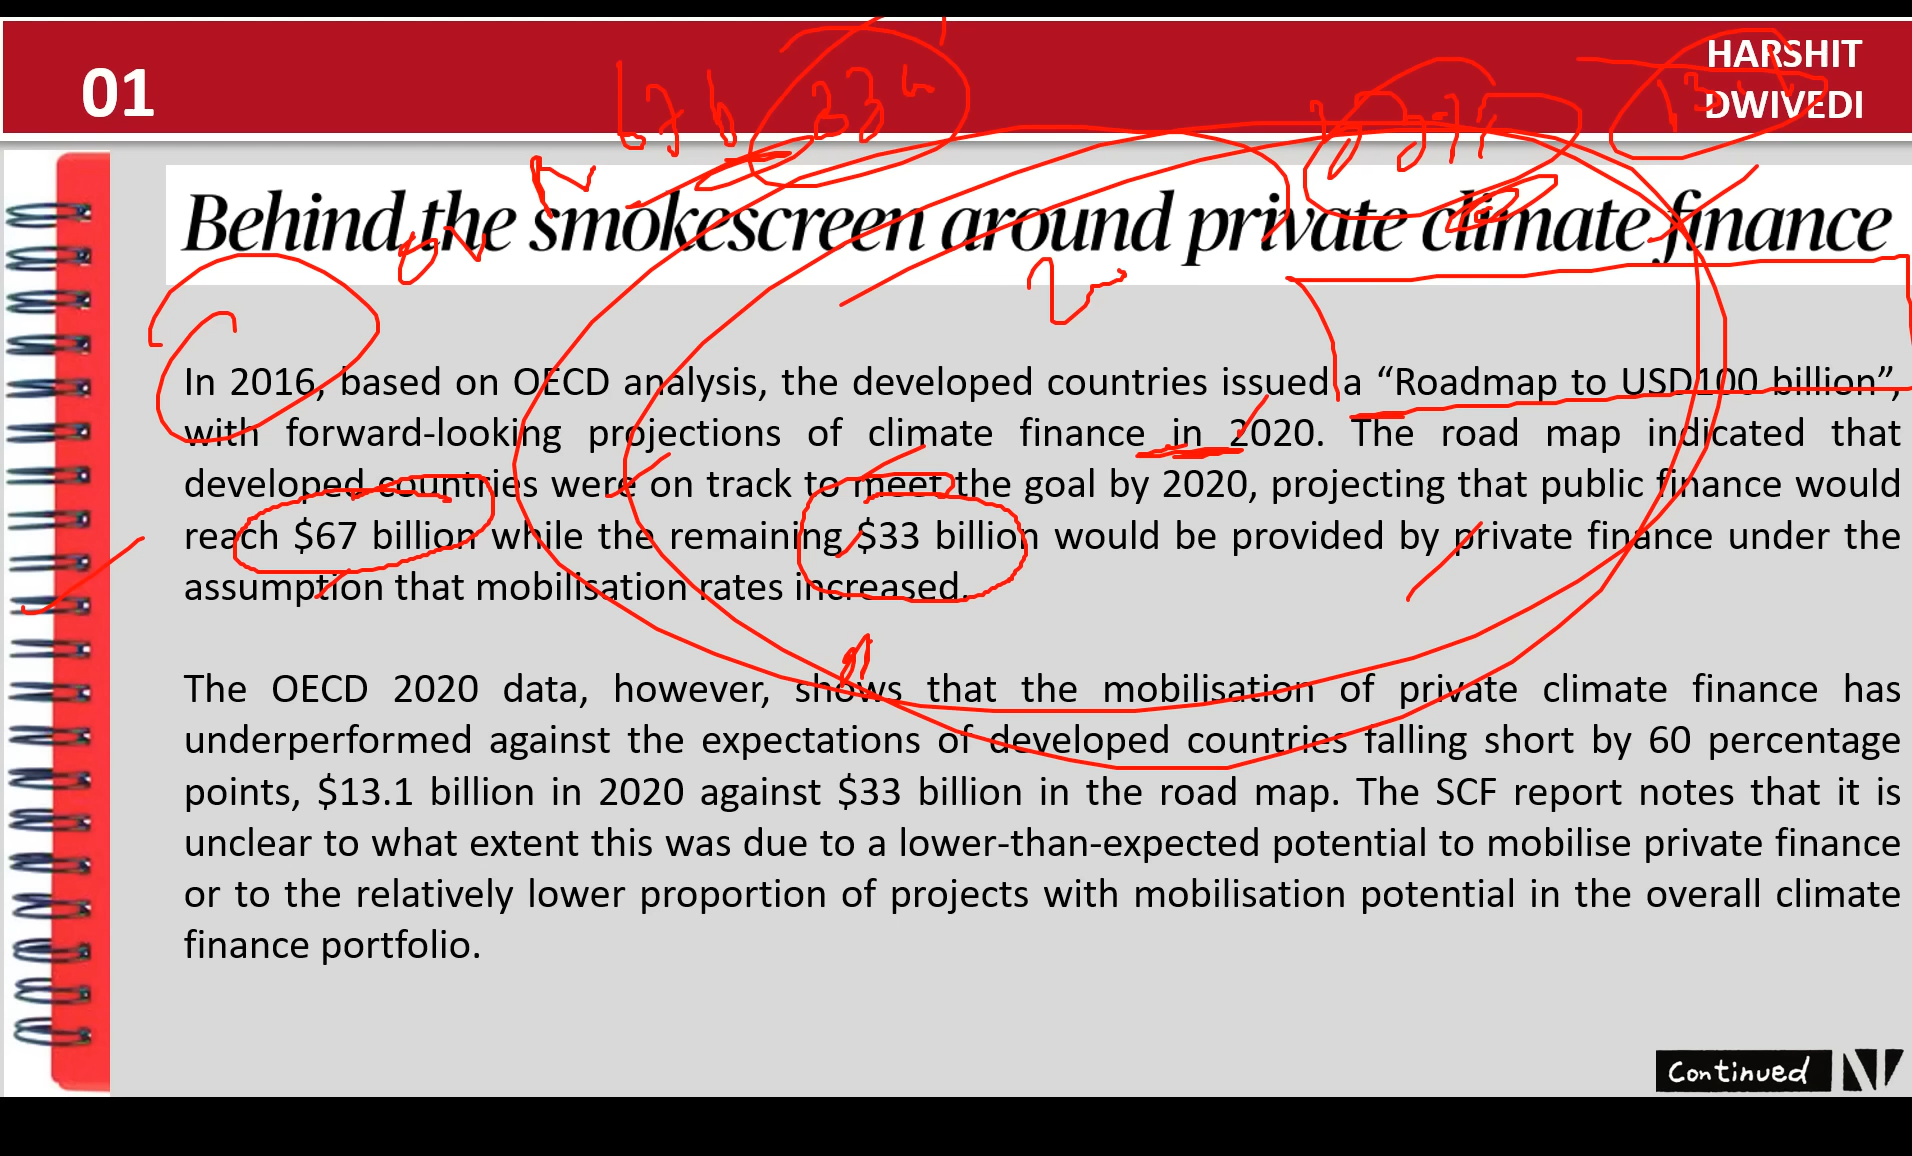 01
HARSHIT
DWIVEDI
67 b 33 b
Behind the smokescreen around private climate finance
In 2016, based on OECD analysis, the developed countries issued a “Roadmap to USD100 billion”,
with forward-looking projections of climate finance in 2020. The road map indicated that
developed countries were on track to meet the goal by 2020, projecting that public finance would
reach $67 billion while the remaining $33 billion would be provided by private finance under the
assumption that mobilisation rates increased.
The OECD 2020 data, however, shows that the mobilisation of private climate finance has
underperformed against the expectations of developed countries falling short by 60 percentage
points, $13.1 billion in 2020 against $33 billion in the road map. The SCF report notes that it is
unclear to what extent this was due to a lower-than-expected potential to mobilise private finance
or to the relatively lower proportion of projects with mobilisation potential in the overall climate
finance portfolio.
Continued